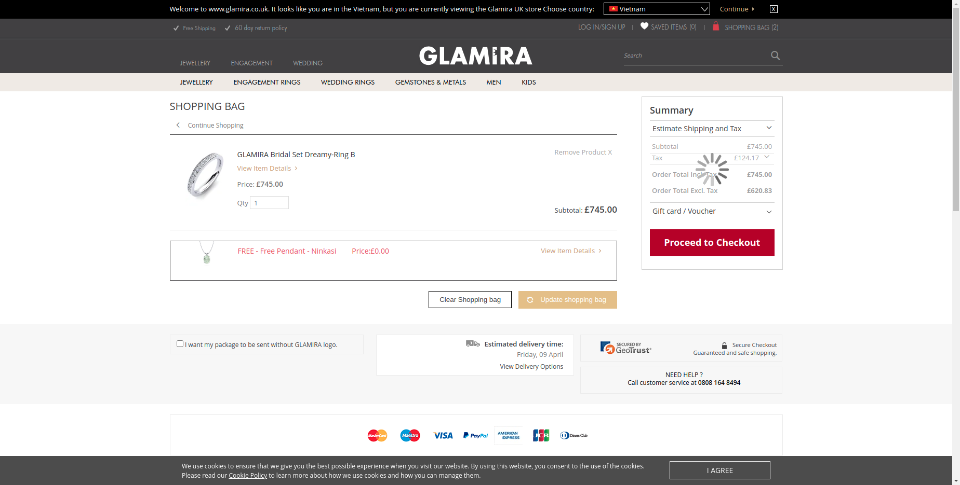 Welcome to www.glamira.co.uk. It looks like you are in the Vietnam, but you are currently viewing the Glamira UK store Choose country: Vietnam Continue X
Free Shipping 60 day return policy LOG IN/SIGN UP | SAVED ITEMS (0) | SHOPPING BAG (2)
JEWELLERY ENGAGEMENT WEDDING GLAMIRA Search
JEWELLERY ENGAGEMENT RINGS WEDDING RINGS GEMSTONES & METALS MEN KIDS
SHOPPING BAG
Continue Shopping
GLAMIRA Bridal Set Dreamy-Ring B
Remove Product X
View Item Details >
Price: £745.00
Qty 1
Subtotal: £745.00
FREE - Free Pendant - Ninkasi Price:£0.00 View Item Details >
Clear Shopping bag Update shopping bag
Summary
Estimate Shipping and Tax
Subtotal £745.00
Tax £124.17
Order Total Incl. Tax £745.00
Order Total Excl. Tax £620.83
Gift card / Voucher
Proceed to Checkout
I want my package to be sent without GLAMIRA logo.
Estimated delivery time:
Friday, 09 April
View Delivery Options
SECURED BY
GeoTrust
Secure Checkout
Guaranteed and safe shopping.
NEED HELP ?
Call customer service at 0808 164 8494
MasterCard Maestro VISA PayPal AMERICAN EXPRESS JCB Diners Club
We use cookies to ensure that we give you the best possible experience when you visit our website. By using this website, you consent to the use of the cookies.
Please read our Cookie Policy to learn more about how we use cookies and how you can manage them.
I AGREE